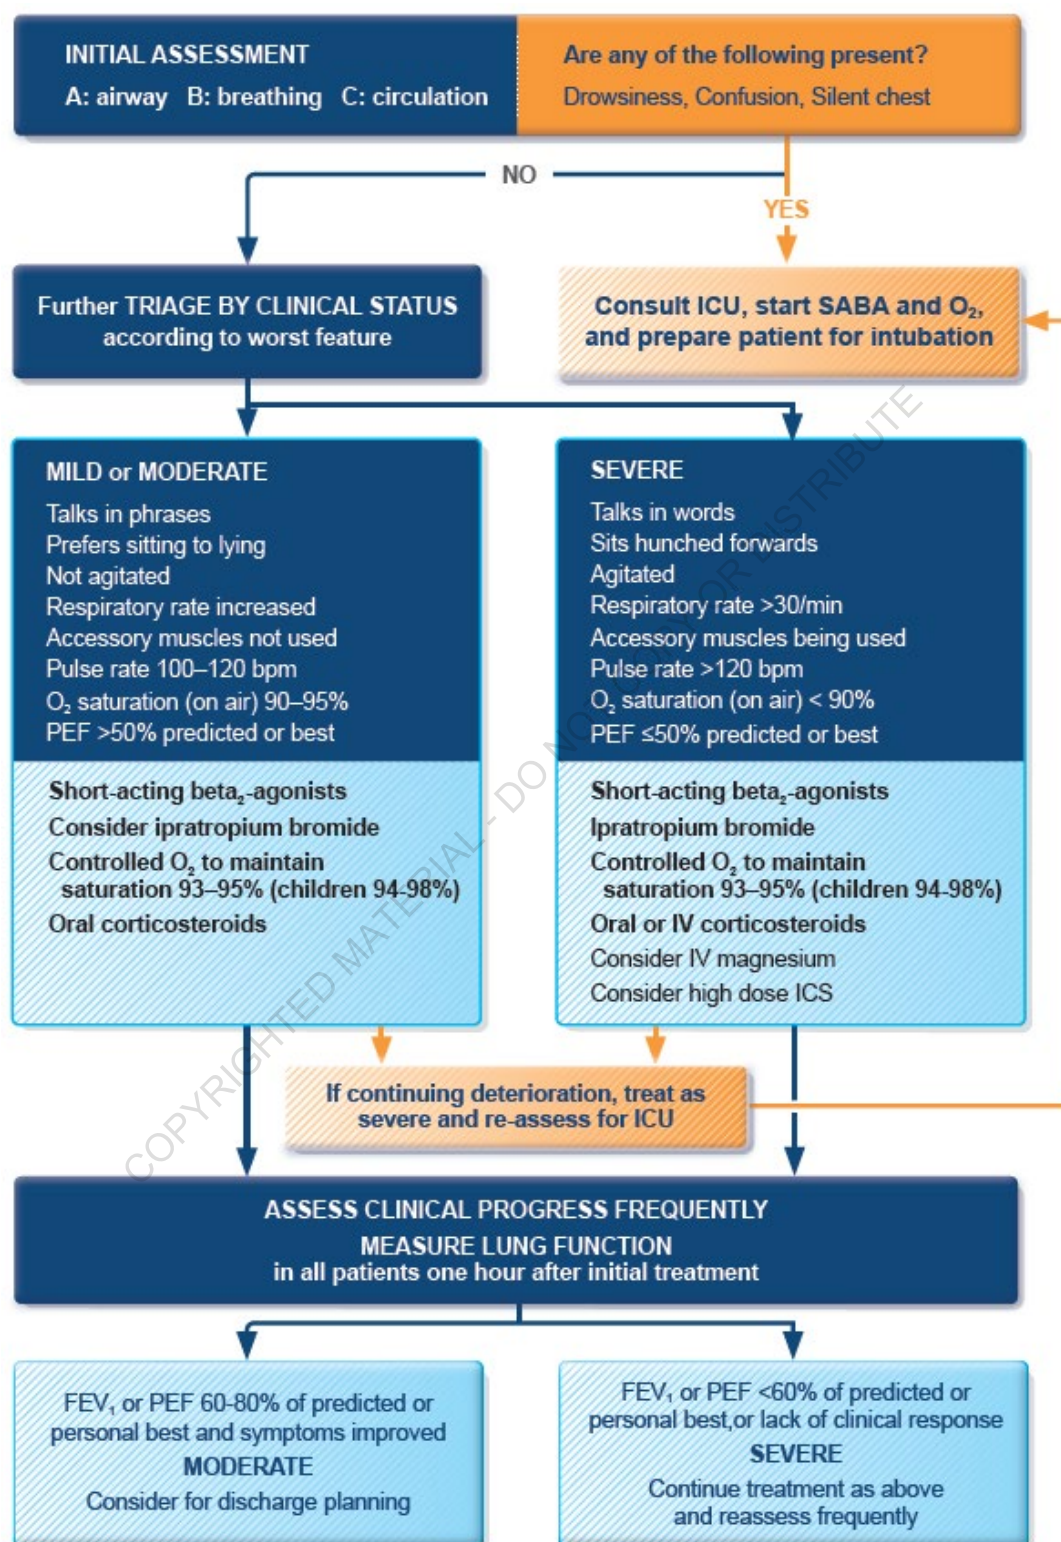 INITIAL ASSESSMENT
A: airway B: breathing C: circulation
Are any of the following present?
Drowsiness, Confusion, Silent chest
NO
YES
Further TRIAGE BY CLINICAL STATUS
according to worst feature
Consult ICU, start SABA and O₂,
and prepare patient for intubation
MILD or MODERATE
Talks in phrases
Prefers sitting to lying
Not agitated
Respiratory rate increased
Accessory muscles not used
Pulse rate 100–120 bpm
O₂ saturation (on air) 90–95%
PEF >50% predicted or best
SEVERE
Talks in words
Sits hunched forwards
Agitated
Respiratory rate >30/min
Accessory muscles being used
Pulse rate >120 bpm
O₂ saturation (on air) < 90%
PEF ≤50% predicted or best
Short-acting beta₂-agonists
Consider ipratropium bromide
Controlled O₂ to maintain
saturation 93–95% (children 94-98%)
Oral corticosteroids
Short-acting beta₂-agonists
Ipratropium bromide
Controlled O₂ to maintain
saturation 93–95% (children 94-98%)
Oral or IV corticosteroids
Consider IV magnesium
Consider high dose ICS
If continuing deterioration, treat as
severe and re-assess for ICU
ASSESS CLINICAL PROGRESS FREQUENTLY
MEASURE LUNG FUNCTION
in all patients one hour after initial treatment
FEV₁ or PEF 60-80% of predicted or
personal best and symptoms improved
MODERATE
Consider for discharge planning
FEV₁ or PEF <60% of predicted or
personal best,or lack of clinical response
SEVERE
Continue treatment as above
and reassess frequently
COPYRIGHTED MATERIAL - DO NOT COPY OR DISTRIBUTE